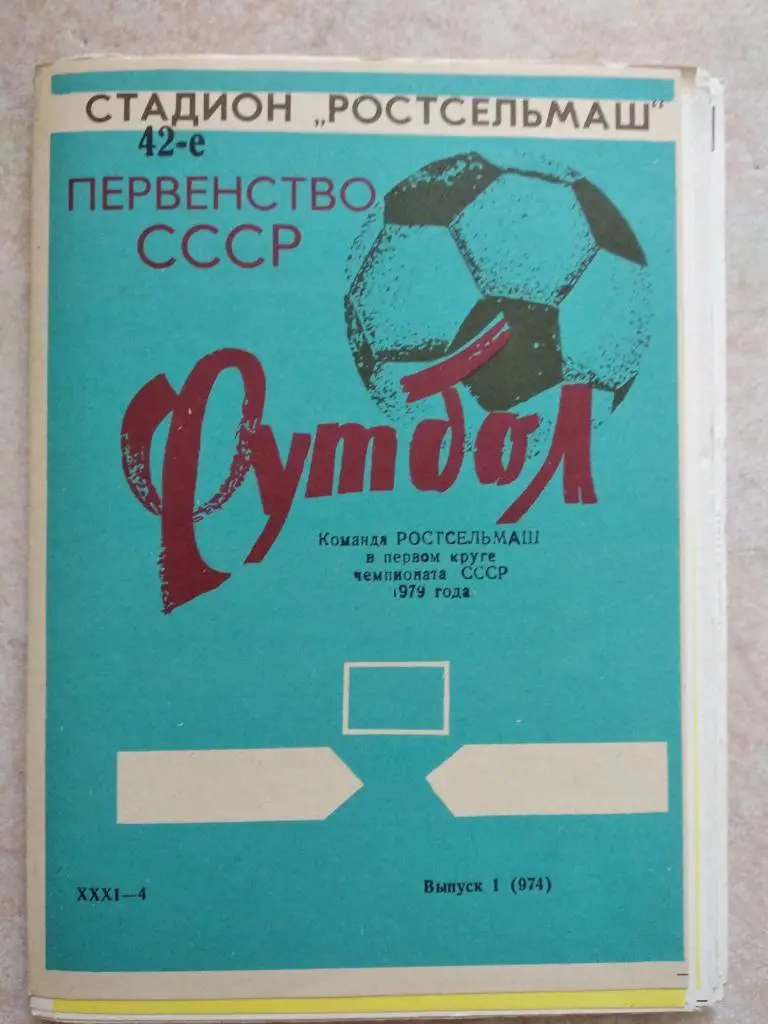 СТАДИОН „РОСТСЕЛЬМАШ“
42-е
ПЕРВЕНСТВО
СССР
Футбол
Команда РОСТСЕЛЬМАШ
в первом круге
чемпионата СССР
1979 года
XXXI—4
Выпуск 1 (974)